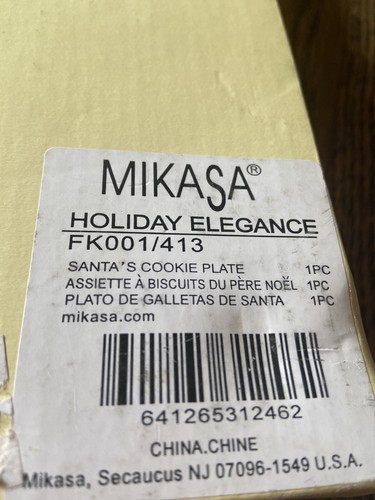 MIKASA®
HOLIDAY ELEGANCE
FK001/413
SANTA'S COOKIE PLATE 1PC
ASSIETTE À BISCUITS DU PÈRE NOĔL 1PC
PLATO DE GALLETAS DE SANTA 1PC
mikasa.com
641265312462
CHINA.CHINE
Mikasa, Secaucus NJ 07096-1549 U.S.A.